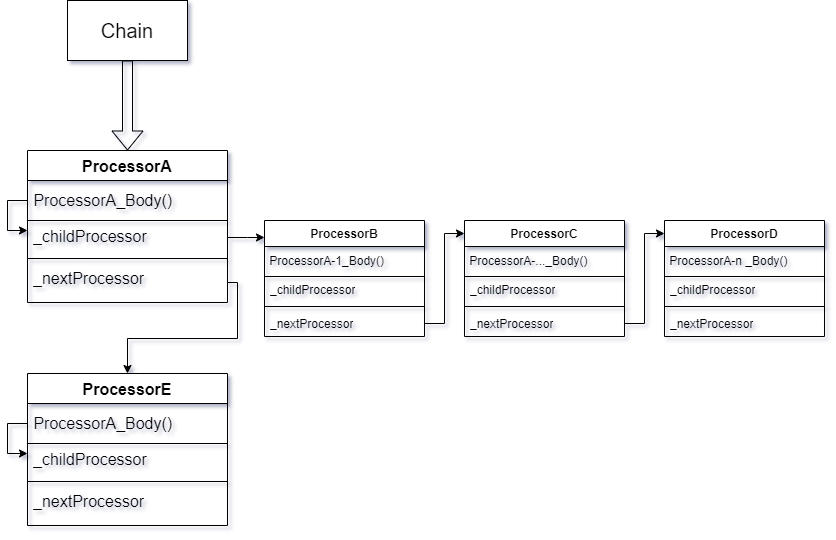 Chain
ProcessorA
ProcessorA_Body()
_childProcessor
_nextProcessor
ProcessorB
ProcessorA-1_Body()
_childProcessor
_nextProcessor
ProcessorC
ProcessorA-..._Body()
_childProcessor
_nextProcessor
ProcessorD
ProcessorA-n _Body()
_childProcessor
_nextProcessor
ProcessorE
ProcessorA_Body()
_childProcessor
_nextProcessor